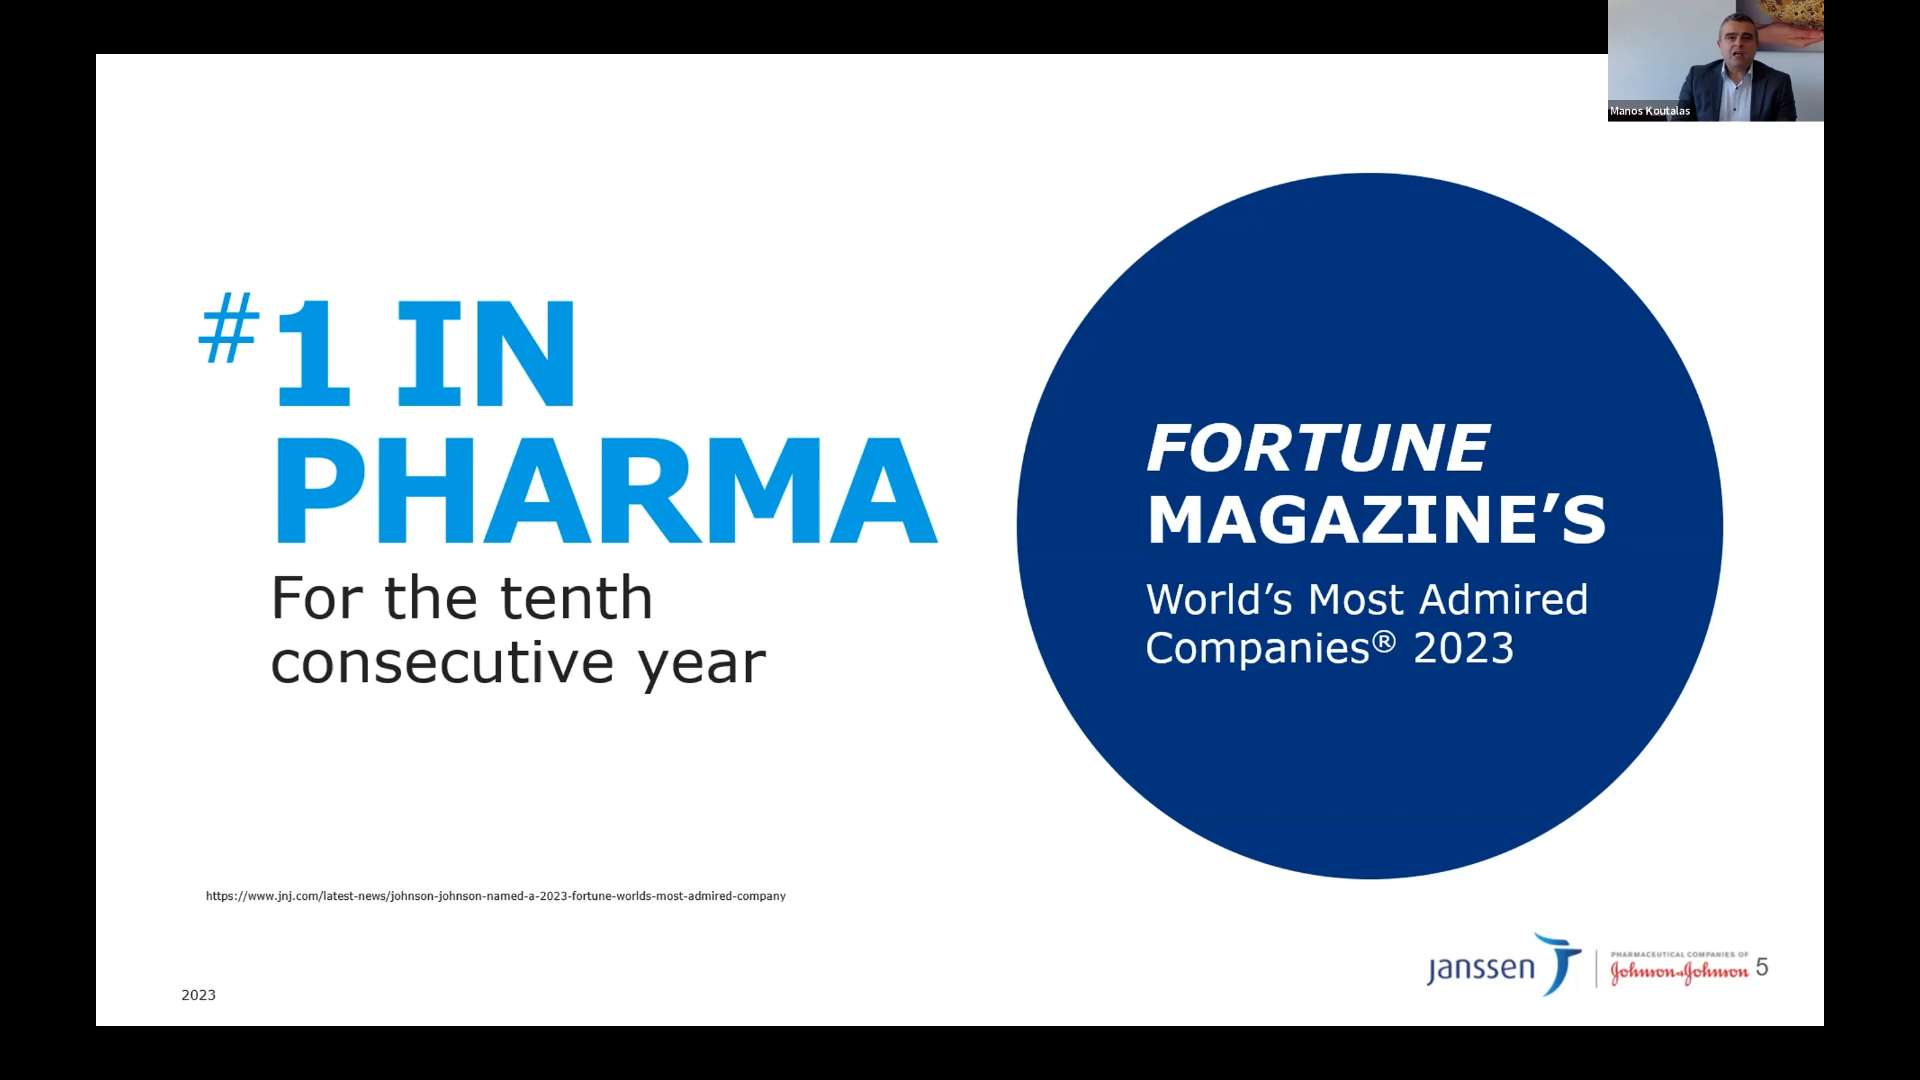 Manos Koutalas
#1 IN
PHARMA
For the tenth
consecutive year
FORTUNE
MAGAZINE’S
World’s Most Admired
Companies® 2023
https://www.jnj.com/latest-news/johnson-johnson-named-a-2023-fortune-worlds-most-admired-company
janssen
PHARMACEUTICAL COMPANIES OF
Johnson&Johnson
5
2023